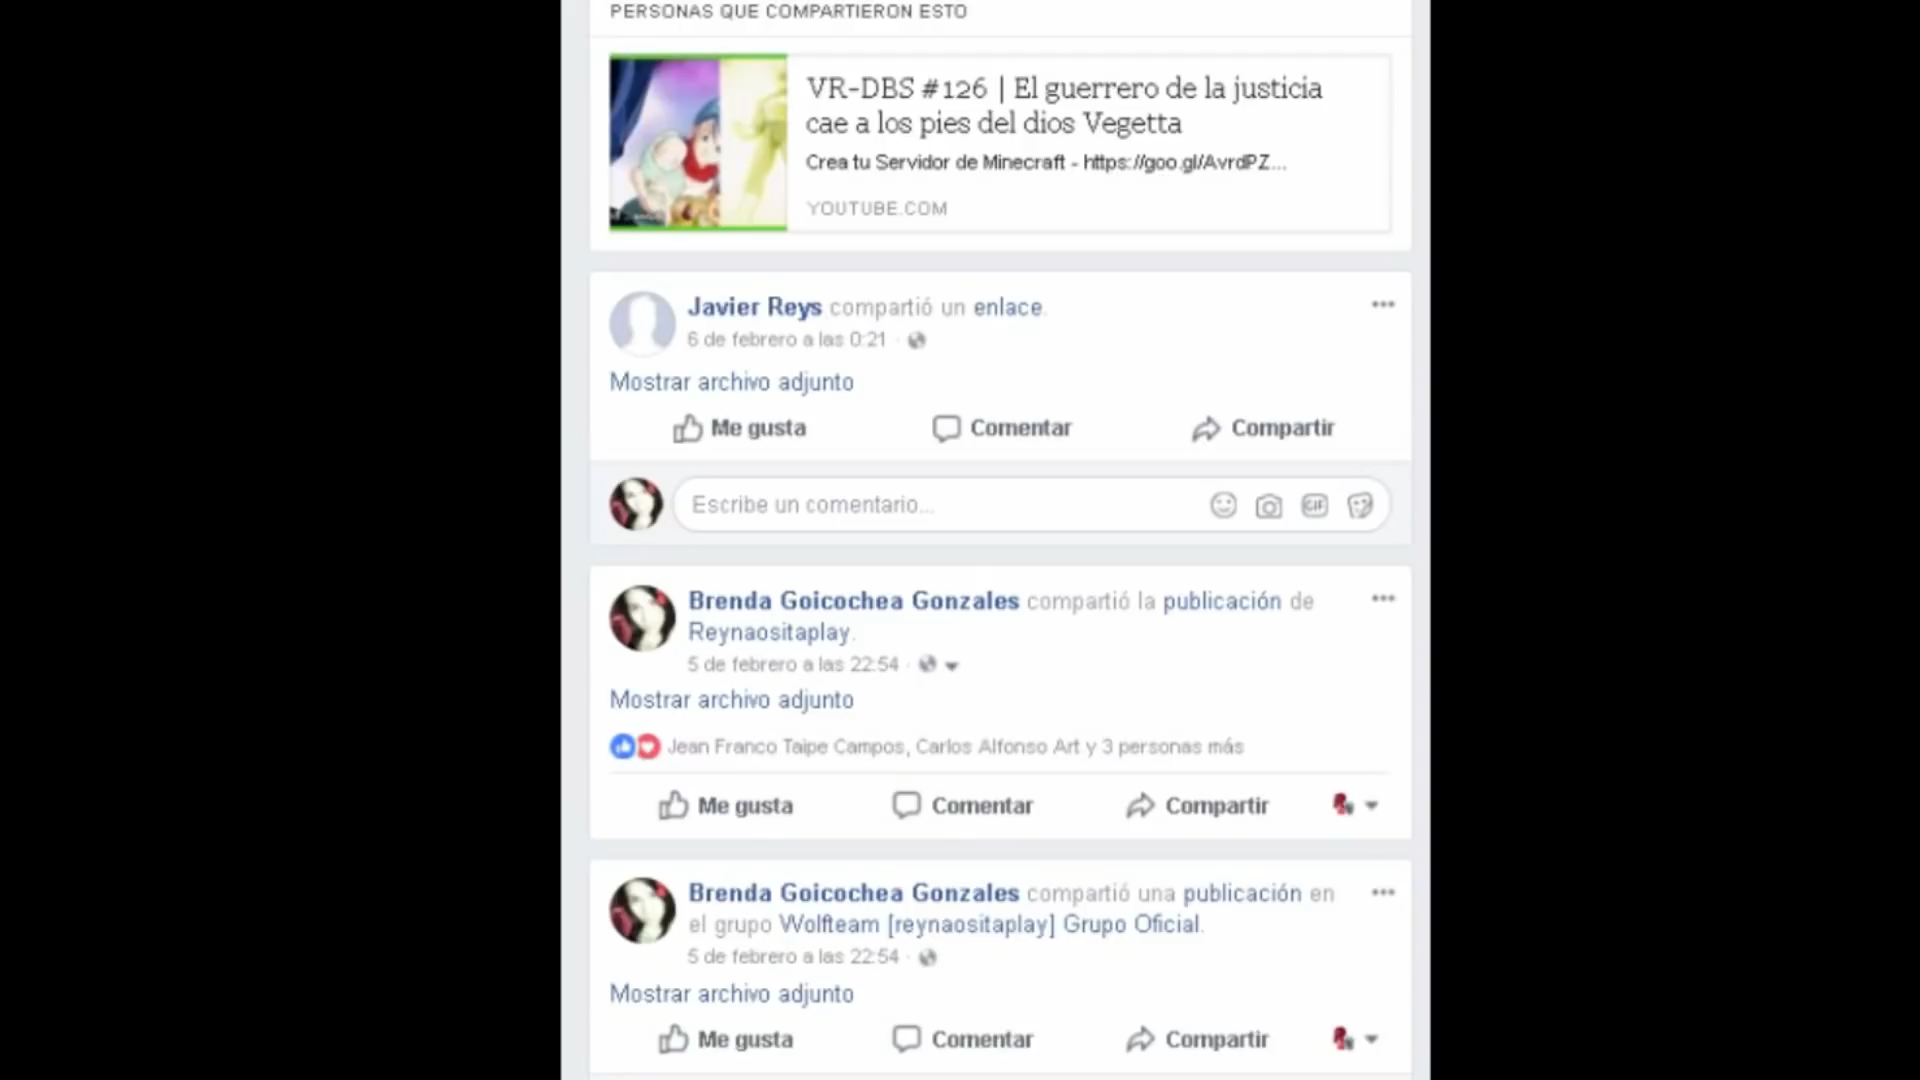 PERSONAS QUE COMPARTIERON ESTO
VR-DBS #126 | El guerrero de la justicia
cae a los pies del dios Vegetta
Crea tu Servidor de Minecraft - https://goo.gl/AvrdPZ...
YOUTUBE.COM
Javier Reys compartió un enlace.
6 de febrero a las 0:21 ·
Mostrar archivo adjunto
Me gusta Comentar Compartir
Escribe un comentario...
GIF
Brenda Goicochea Gonzales compartió la publicación de
Reynaositaplay.
5 de febrero a las 22:54 ·
Mostrar archivo adjunto
Jean Franco Taipe Campos, Carlos Alfonso Art y 3 personas más
Me gusta Comentar Compartir
Brenda Goicochea Gonzales compartió una publicación en
el grupo Wolfteam [reynaositaplay] Grupo Oficial.
5 de febrero a las 22:54 ·
Mostrar archivo adjunto
Me gusta Comentar Compartir